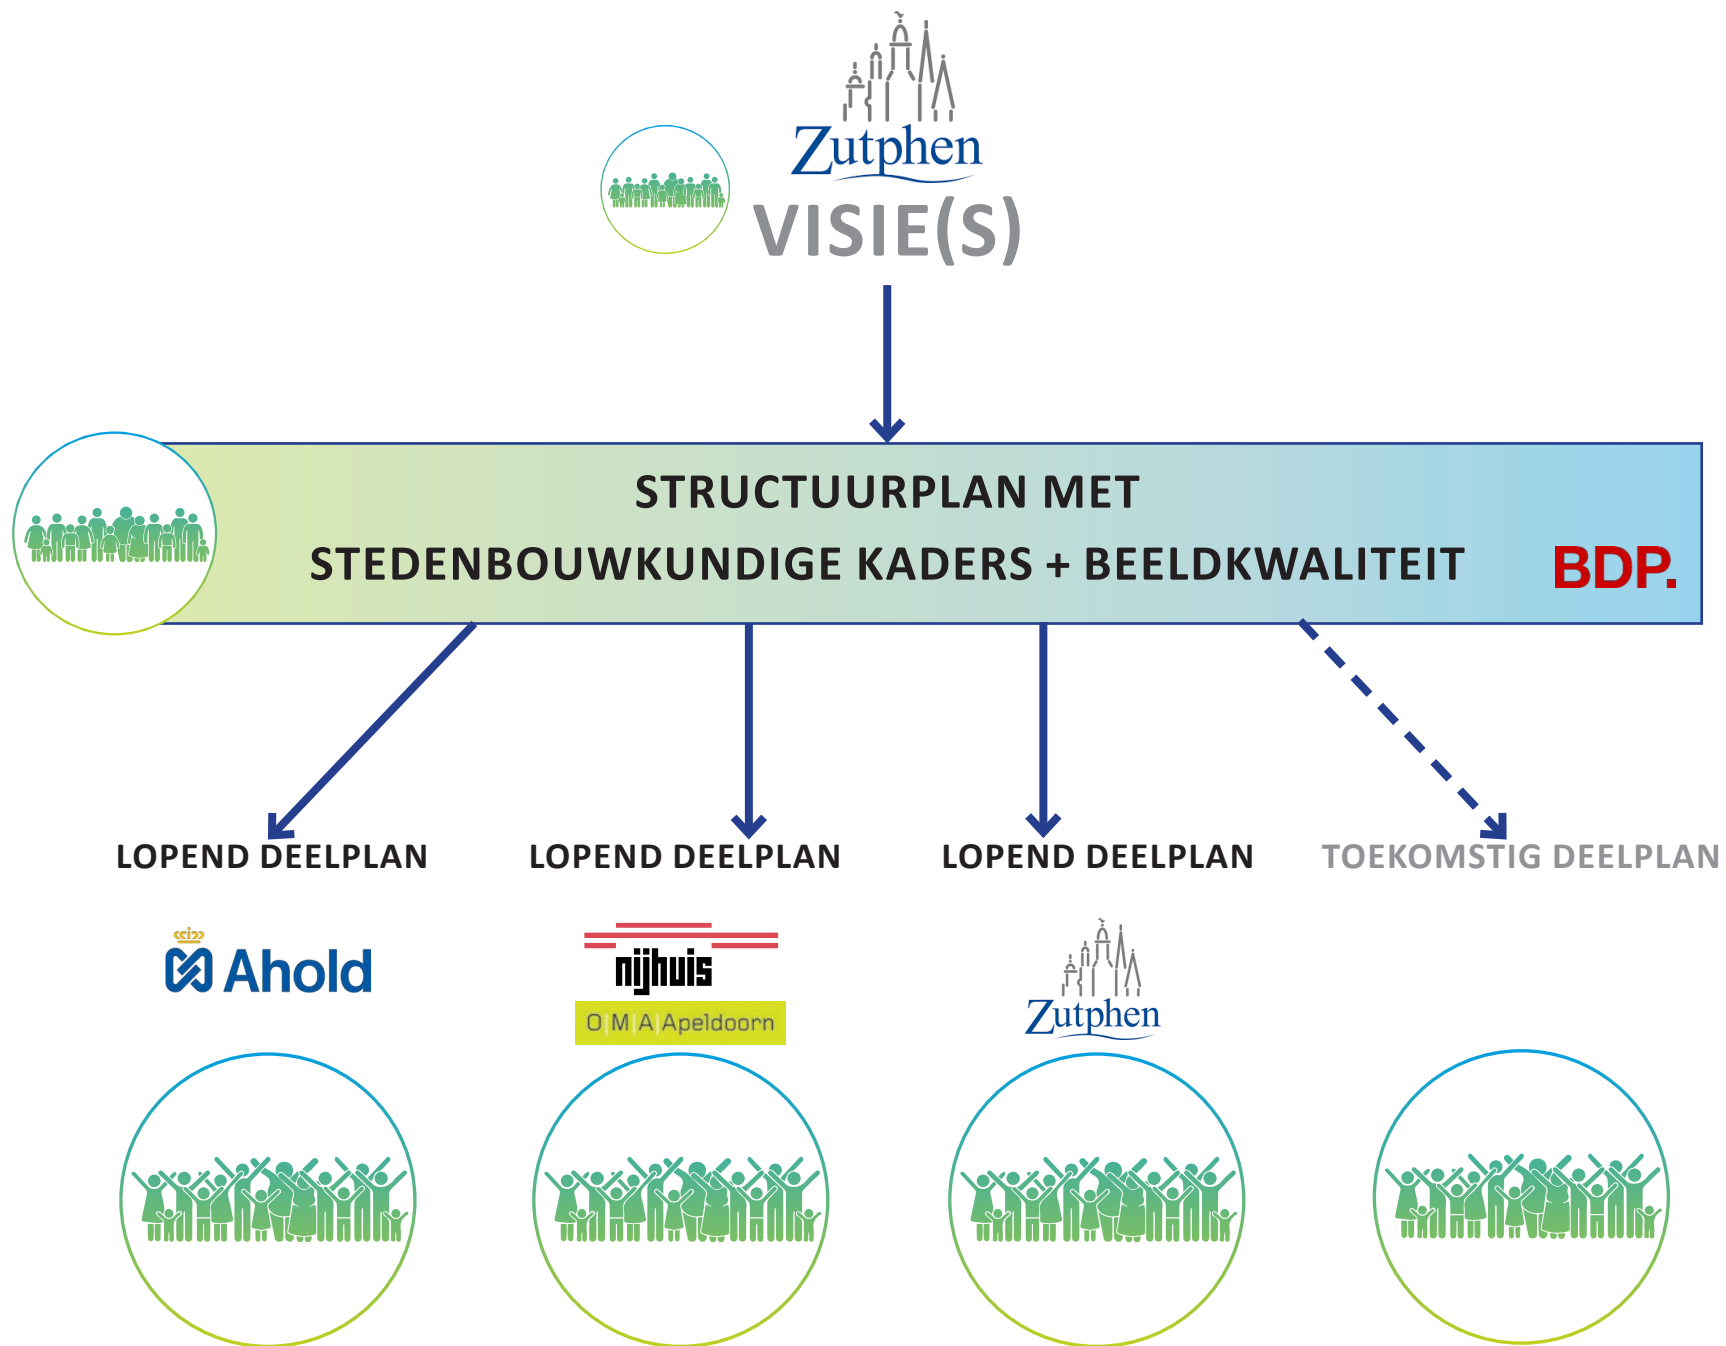 Zutphen
VISIE(S)
STRUCTUURPLAN MET
STEDENBOUWKUNDIGE KADERS + BEELDKWALITEIT
BDP.
LOPEND DEELPLAN
LOPEND DEELPLAN
LOPEND DEELPLAN
TOEKOMSTIG DEELPLAN
Ahold
nijhuis
O|M|A|Apeldoorn
Zutphen